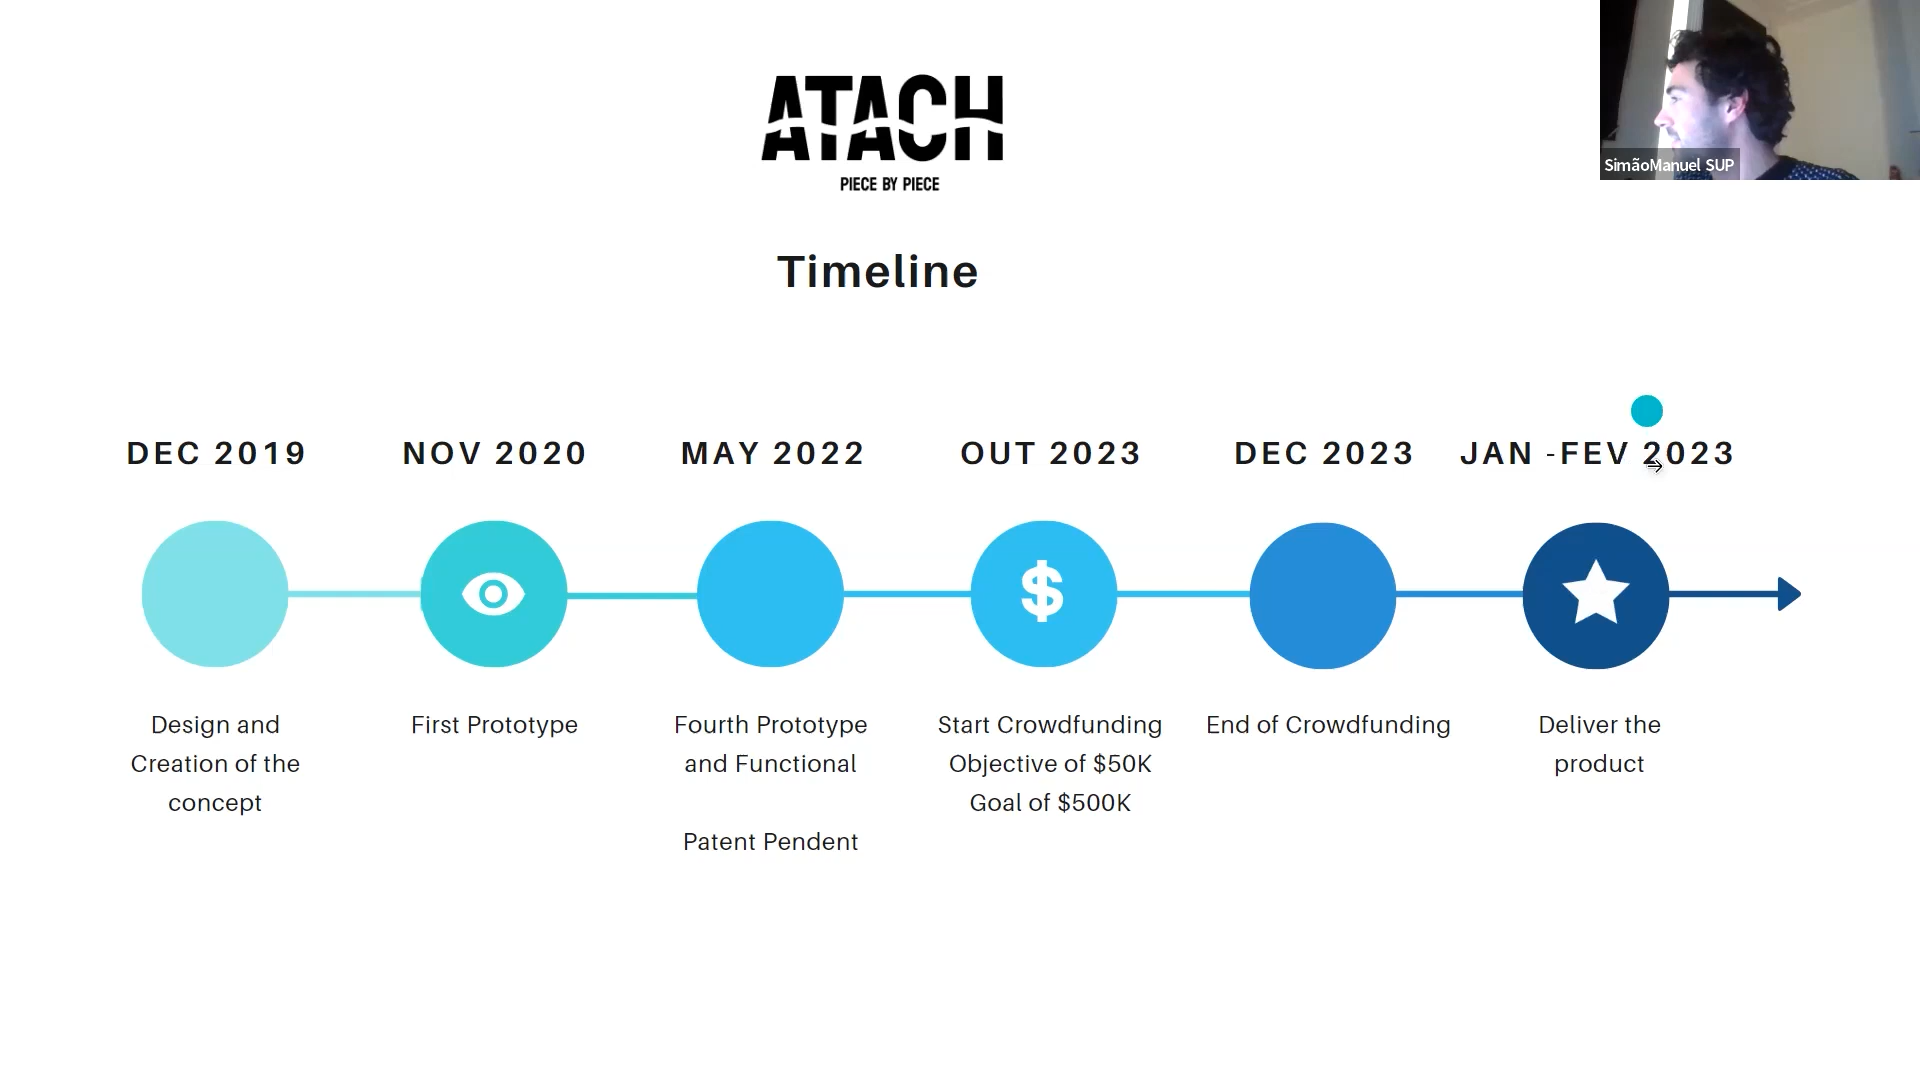 ATACH
PIECE BY PIECE
SimãoManuel SUP
Timeline
DEC 2019
NOV 2020
MAY 2022
OUT 2023
DEC 2023
JAN -FEV 2023
$
Design and
Creation of the
concept
First Prototype
Fourth Prototype
and Functional
Patent Pendent
Start Crowdfunding
Objective of $50K
Goal of $500K
End of Crowdfunding
Deliver the
product